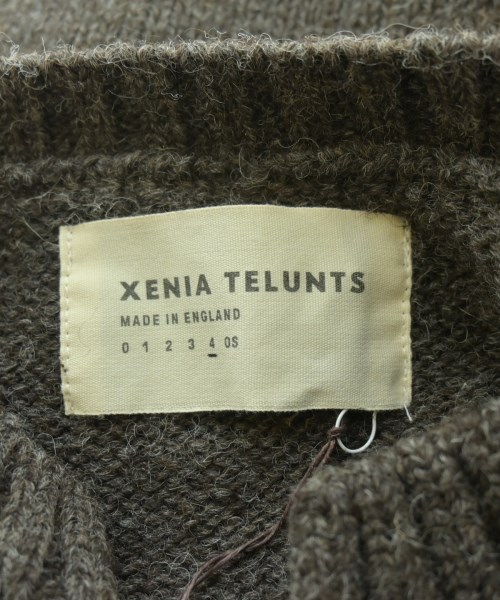 XENIA TELUNTS
MADE IN ENGLAND
0 1 2 3 4 OS